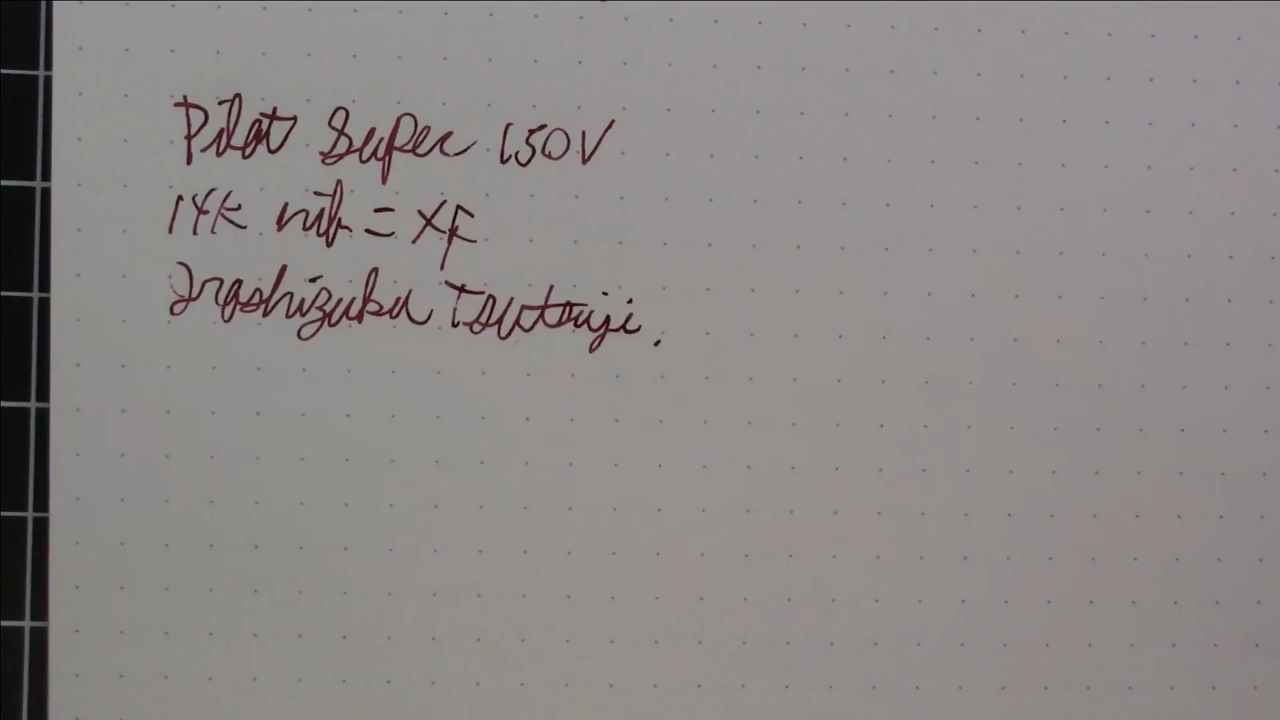 Pilot Super 150V
14K nib = XF
Iroshizuku Tsutsuji.